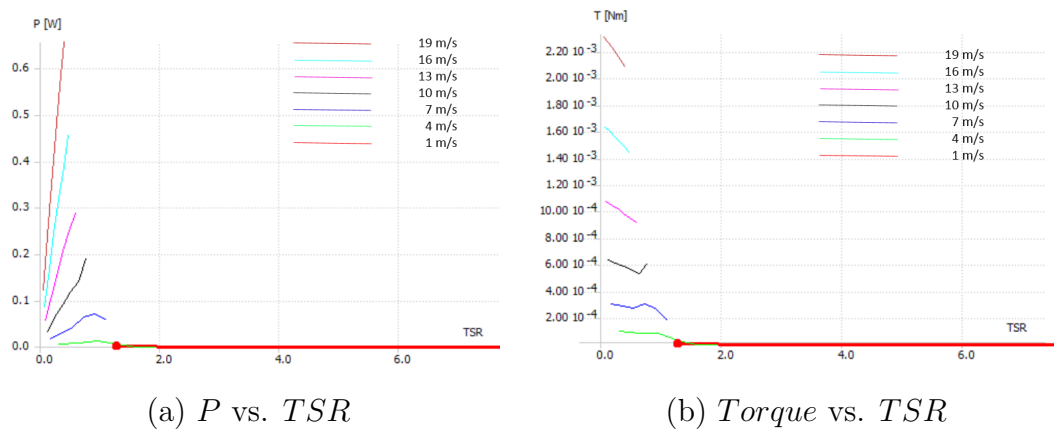 P [W]
0.6
0.5
0.4
0.3
0.2
0.1
0.0
0.0
2.0
4.0
6.0
TSR
19 m/s
16 m/s
13 m/s
10 m/s
7 m/s
4 m/s
1 m/s
(a) P vs. TSR
T [Nm]
2.20 10 -3
2.00 10 -3
1.80 10 -3
1.60 10 -3
1.40 10 -3
1.20 10 -3
10.00 10 -4
8.00 10 -4
6.00 10 -4
4.00 10 -4
2.00 10 -4
0.0
2.0
4.0
6.0
TSR
19 m/s
16 m/s
13 m/s
10 m/s
7 m/s
4 m/s
1 m/s
(b) Torque vs. TSR